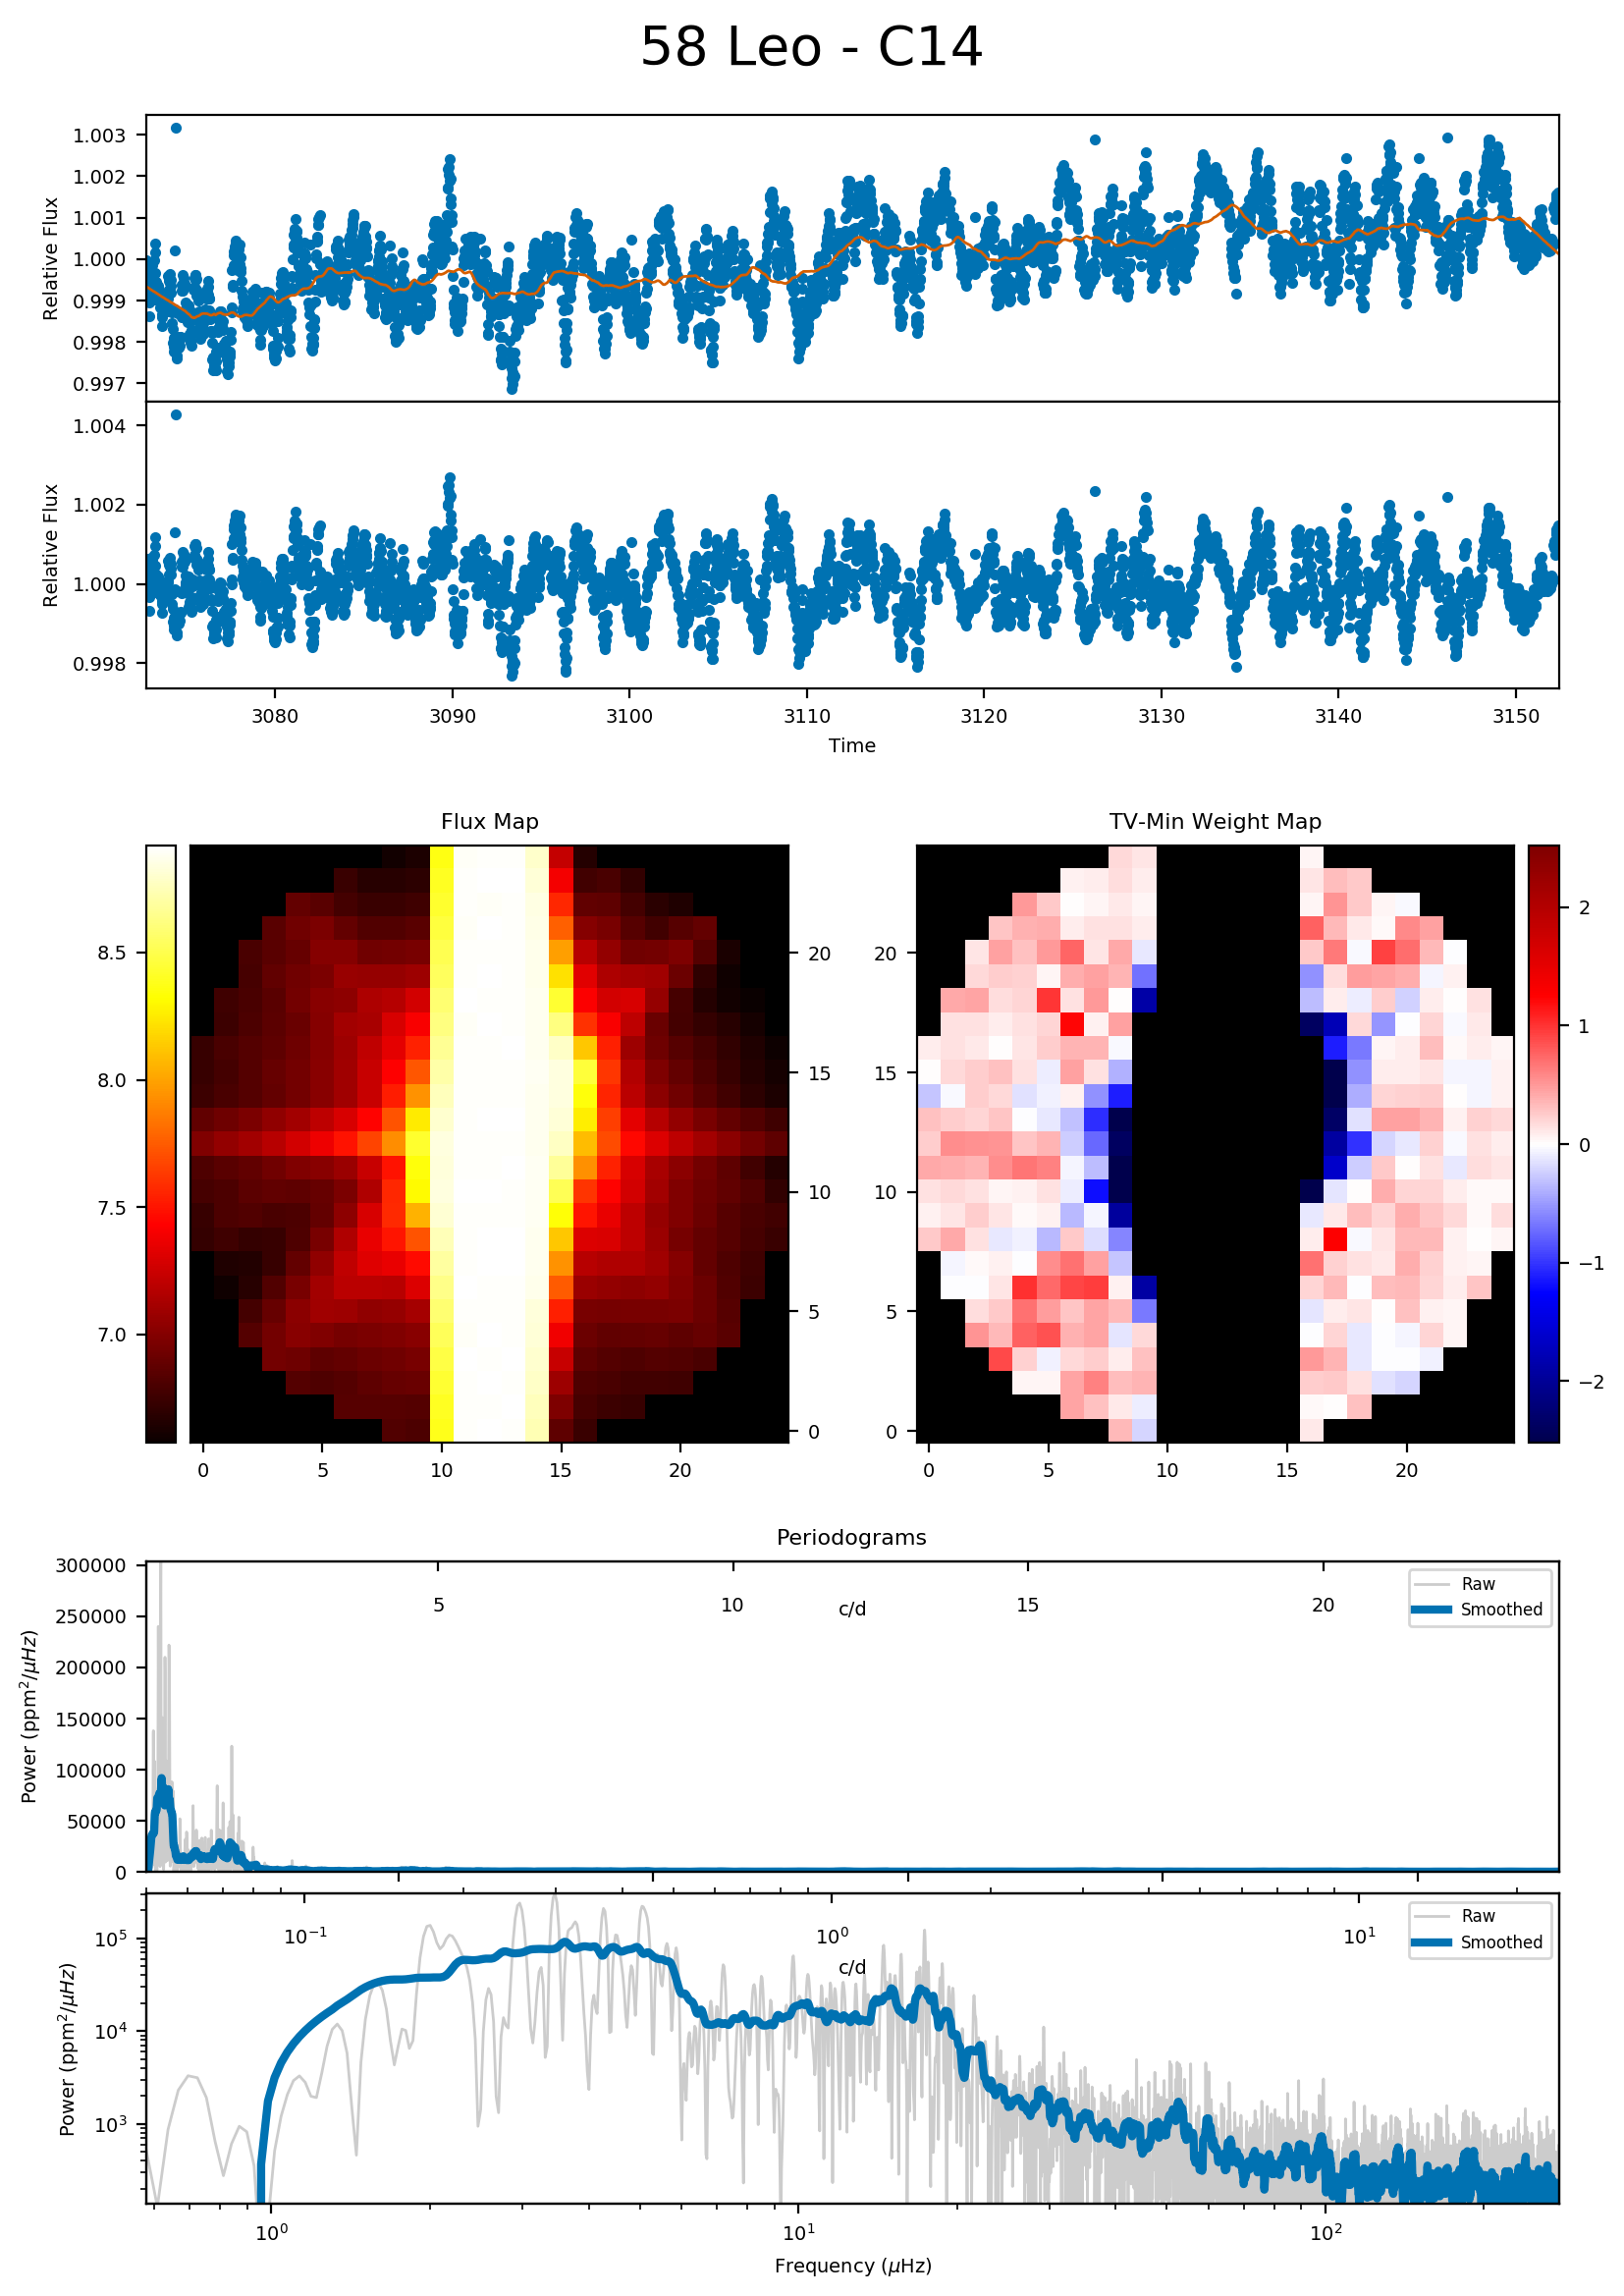 58 Leo - C14
1.003
1.002
1.001
1.000
0.999
0.998
0.997
Relative Flux
1.004
1.002
1.000
0.998
Relative Flux
3080 3090 3100 3110 3120 3130 3140 3150
Time
Flux Map
8.5
8.0
7.5
7.0
20
15
10
5
0
0 5 10 15 20
TV-Min Weight Map
20
15
10
5
0
0 5 10 15 20
2
1
0
−1
−2
Periodograms
300000
250000
200000
150000
100000
50000
0
Power (ppm²/μHz)
5 10 15 20
c/d
Raw
Smoothed
10⁵
10⁴
10³
Power (ppm²/μHz)
10⁻¹ 10⁰ 10¹
c/d
Raw
Smoothed
10⁰ 10¹ 10²
Frequency (μHz)